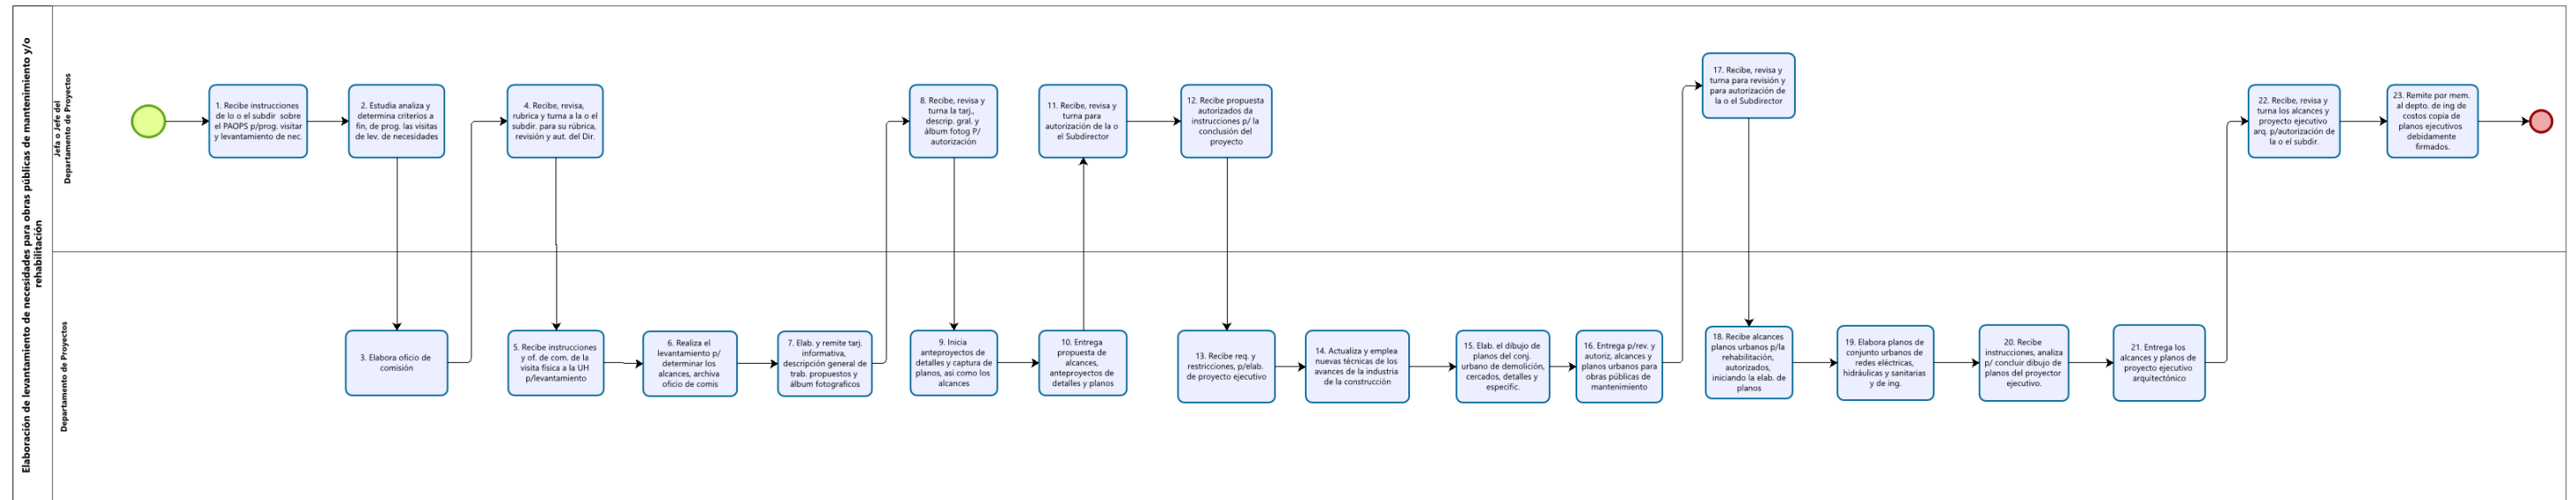 Elaboración de levantamiento de necesidades para obras públicas de mantenimiento y/o
rehabilitación
Jefa o Jefe del
Departamento de Proyectos
1. Recibe instrucciones
de lo o el subdir sobre
el PAOPS p/prog. visitar
y levantamiento de nec.
2. Estudia analiza y
determina criterios a
fin, de prog. las visitas
de lev. de necesidades
4. Recibe, revisa,
rubrica y turna a la o el
subdir. para su rúbrica,
revisión y aut. del Dir.
8. Recibe, revisa y
turna la tarj.,
descrip. gral. y
álbum fotog P/
autorización
11. Recibe, revisa y
turna para
autorización de la o
el Subdirector
12. Recibe propuesta
autorizados da
instrucciones p/ la
conclusión del
proyecto
17. Recibe, revisa y
turna para revisión y
para autorización de
la o el Subdirector
22. Recibe, revisa y
turna los alcances y
proyecto ejecutivo
arq. p/autorización de
la o el subdir.
23. Remite por mem.
al depto. de ing de
costos copia de
planos ejecutivos
debidamente
firmados.
Departamento de Proyectos
3. Elabora oficio de
comisión
5. Recibe instrucciones
y of. de com. de la
visita física a la UH
p/levantamiento
6. Realiza el
levantamiento p/
determinar los
alcances, archiva
oficio de comis
7. Elab. y remite tarj.
informativa,
descripción general de
trab. propuestos y
álbum fotograficos
9. Inicia
anteproyectos de
detalles y captura de
planos, asi como los
alcances
10. Entrega
propuesta de
alcances,
anteproyectos de
detalles y planos
13. Recibe req. y
restricciones, p/elab.
de proyecto ejecutivo
14. Actualiza y emplea
nuevas técnicas de los
avances de la industria
de la construcción
15. Elab. el dibujo de
planos del conj.
urbano de demolición,
cercados, detalles y
especific.
16. Entrega p/rev. y
autoriz, alcances y
planos urbanos para
obras públicas de
mantenimiento
18. Recibe alcances
planos urbanos p/la
rehabilitación,
autorizados,
iniciando la elab. de
planos
19. Elabora planos de
conjunto urbanos de
redes eléctricas,
hidráulicas y sanitarias
y de ing.
20. Recibe
instrucciones, analiza
p/ concluir dibujo de
planos del proyector
ejecutivo.
21. Entrega los
alcances y planos de
proyecto ejecutivo
arquitectónico